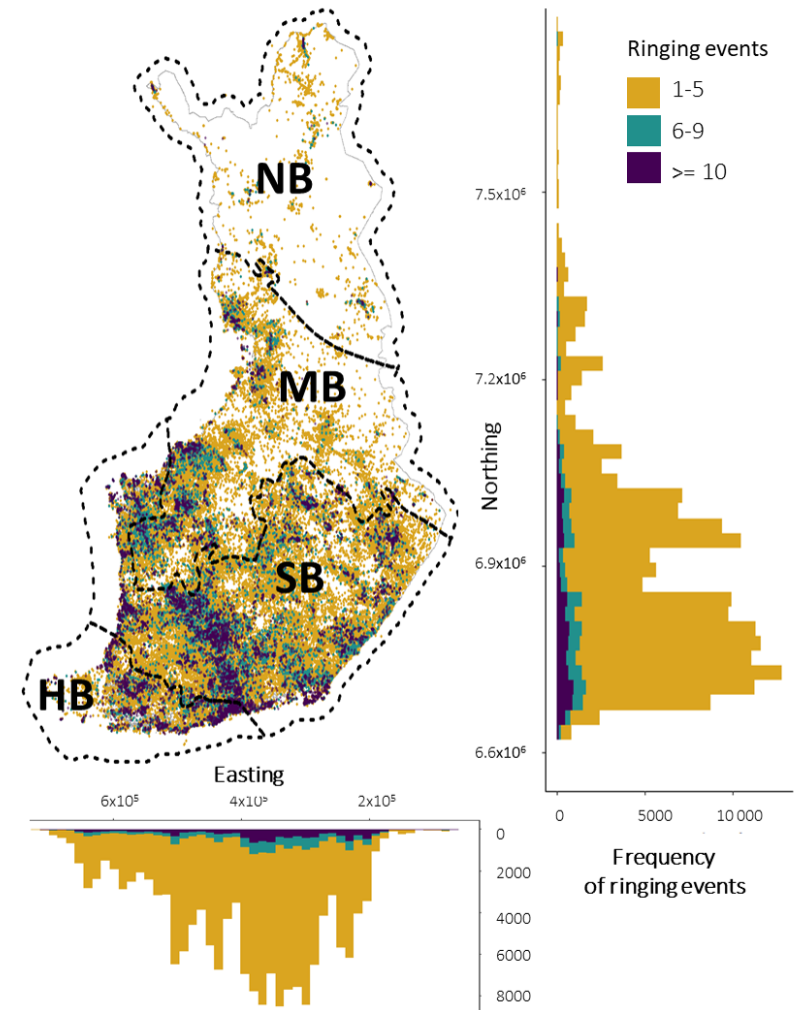 Ringing events
1-5
6-9
>= 10
NB
MB
SB
HB
Northing
7.5x10⁶
7.2x10⁶
6.9x10⁶
6.6x10⁶
0
5000
10 000
Frequency
of ringing events
Easting
6x10⁵
4x10⁵
2x10⁵
0
2000
4000
6000
8000